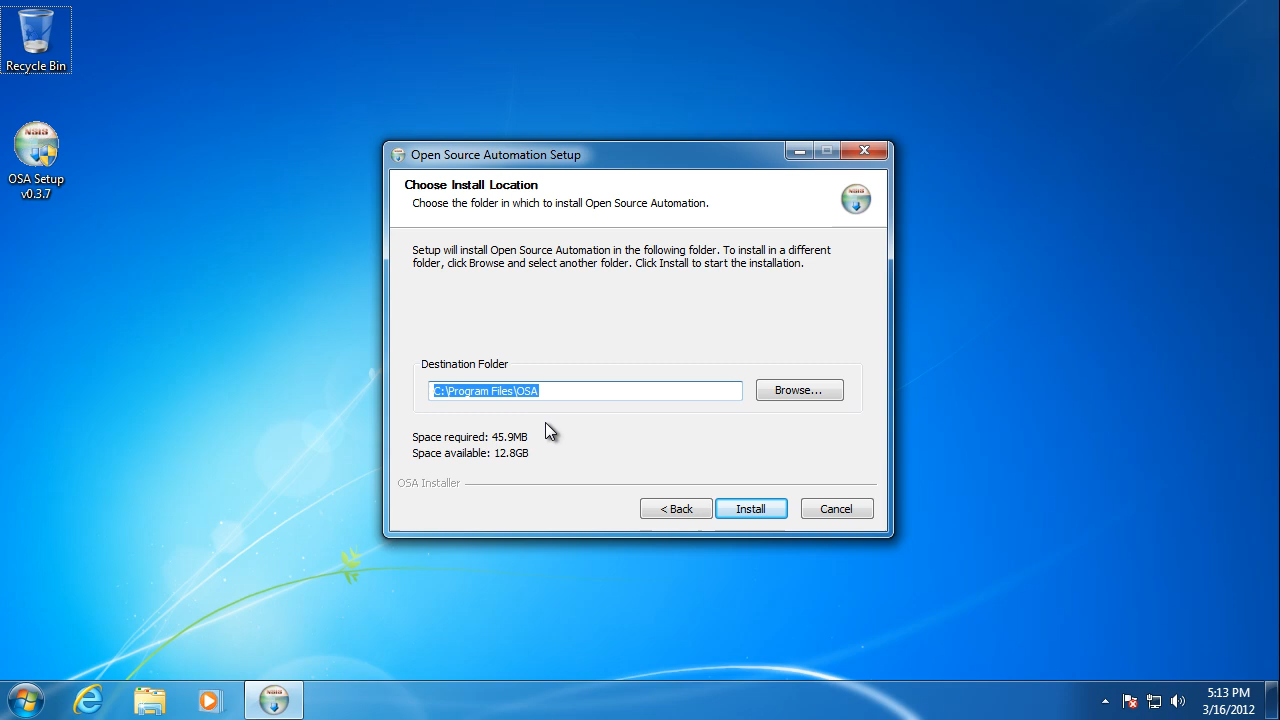 Recycle Bin
NSIS
OSA Setup
v0.3.7
Open Source Automation Setup
Choose Install Location
Choose the folder in which to install Open Source Automation.
NSIS
Setup will install Open Source Automation in the following folder. To install in a different
folder, click Browse and select another folder. Click Install to start the installation.
Destination Folder
C:\Program Files\OSA
Browse...
Space required: 45.9MB
Space available: 12.8GB
OSA Installer
< Back
Install
Cancel
NSIS
5:13 PM
3/16/2012